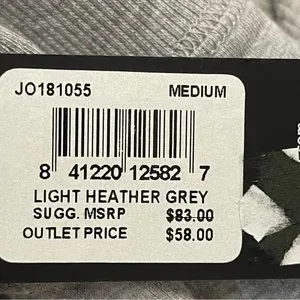 JO181055 MEDIUM
8 41220 12582 7
LIGHT HEATHER GREY
SUGG. MSRP $83.00
OUTLET PRICE $58.00